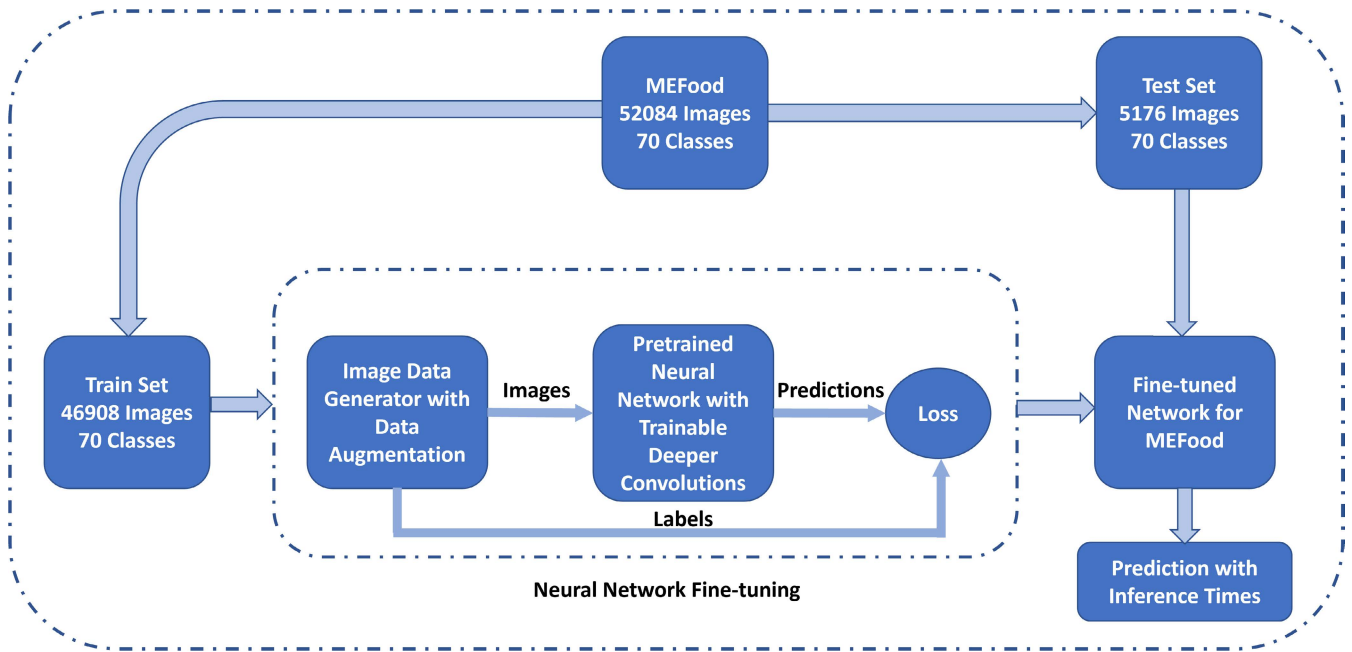 MEFood
52084 Images
70 Classes
Test Set
5176 Images
70 Classes
Train Set
46908 Images
70 Classes
Image Data
Generator with
Data
Augmentation
Images
Pretrained
Neural
Network with
Trainable
Deeper
Convolutions
Predictions
Loss
Labels
Fine-tuned
Network for
MEFood
Prediction with
Inference Times
Neural Network Fine-tuning